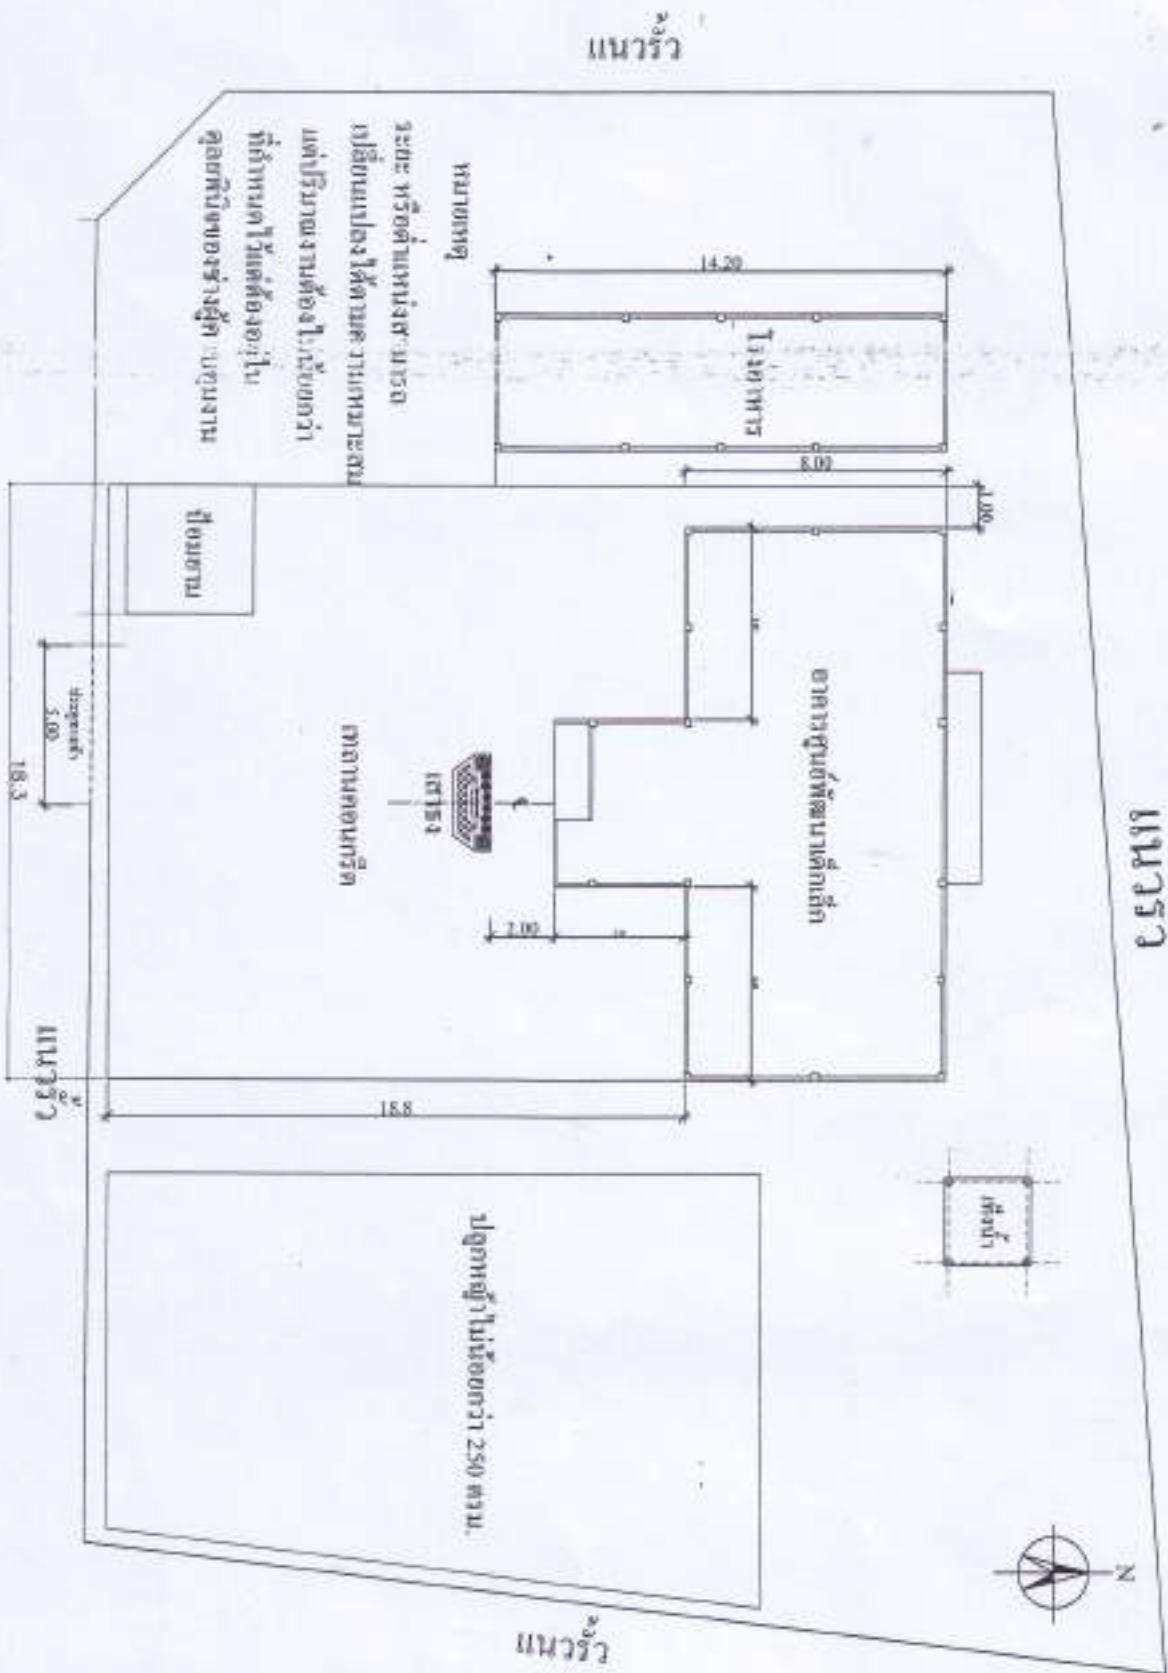 แนวรั้ว
หมายเหตุ
ระยะ หรือตำแหน่งสามารถ
เปลี่ยนแปลงได้ตามความเหมาะสม
แต่ปริมาณงานต้องไม่น้อยกว่า
ที่กำหนดไว้แต่ต้องอยู่ใน
ดุลยพินิจของช่างผู้ควบคุมงาน
14.20
โรงอาหาร
8.00
1.00
ป้อมยาม
อาคารศูนย์พัฒนาเด็กเล็ก
เสาธง
ลานคอนกรีต
2.00
5.00
18.3
18.8
แนวรั้ว
แนวรั้ว
ถังน้ำ
ปลูกหญ้าไม่น้อยกว่า 250 ตรม.
N
แนวรั้ว